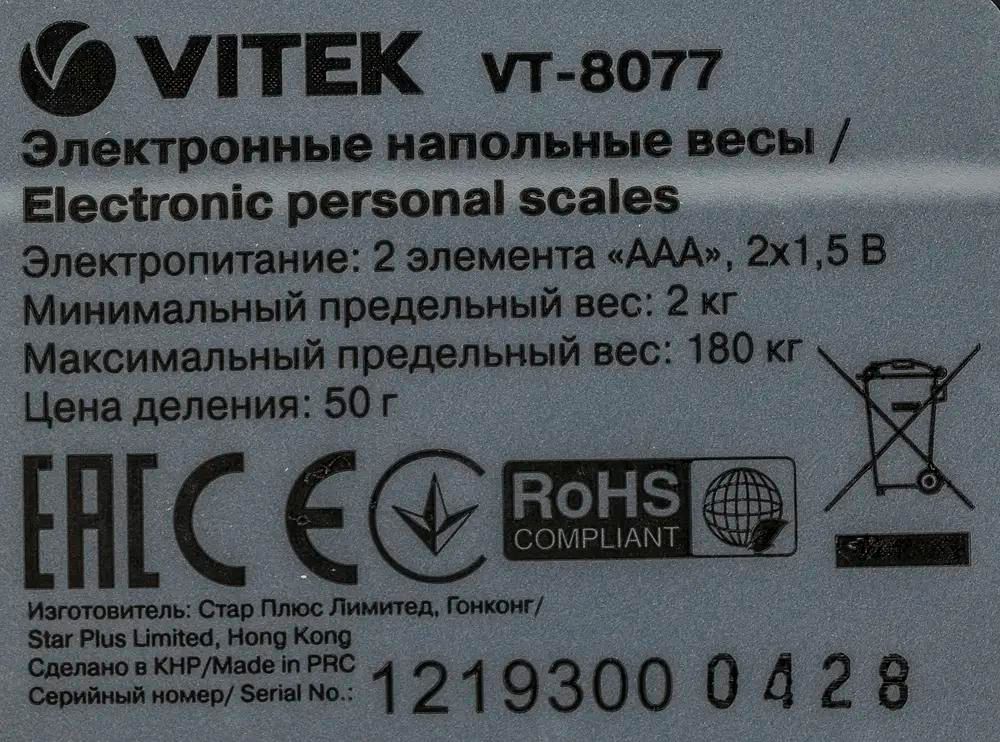 VITEK VT-8077
Электронные напольные весы /
Electronic personal scales
Электропитание: 2 элемента «ААА», 2x1,5 В
Минимальный предельный вес: 2 кг
Максимальный предельный вес: 180 кг
Цена деления: 50 г
EAC CE RoHS
COMPLIANT
Изготовитель: Стар Плюс Лимитед, Гонконг/
Star Plus Limited, Hong Kong
Сделано в КНР/Made in PRC
Серийный номер/ Serial No.: 1219300 0428